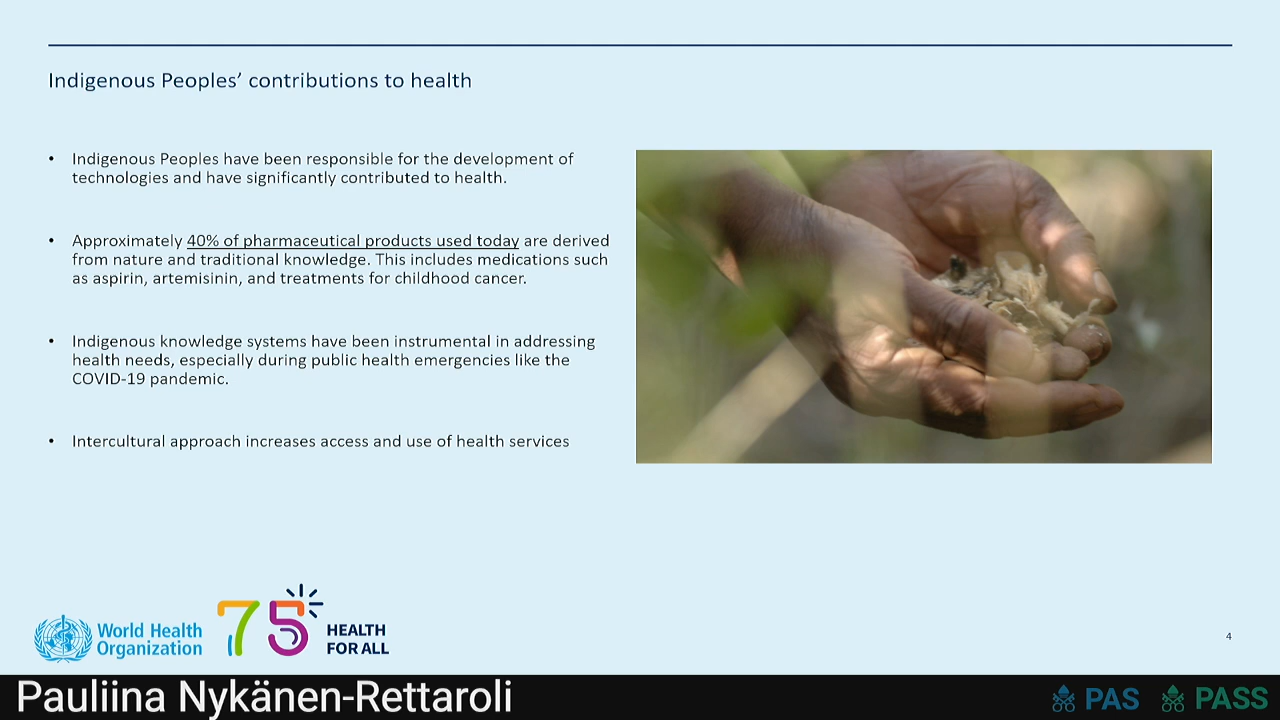 Indigenous Peoples’ contributions to health
• Indigenous Peoples have been responsible for the development of
technologies and have significantly contributed to health.
• Approximately 40% of pharmaceutical products used today are derived
from nature and traditional knowledge. This includes medications such
as aspirin, artemisinin, and treatments for childhood cancer.
• Indigenous knowledge systems have been instrumental in addressing
health needs, especially during public health emergencies like the
COVID-19 pandemic.
• Intercultural approach increases access and use of health services
World Health
Organization
75
HEALTH
FOR ALL
4
Pauliina Nykänen-Rettaroli
PAS
PASS